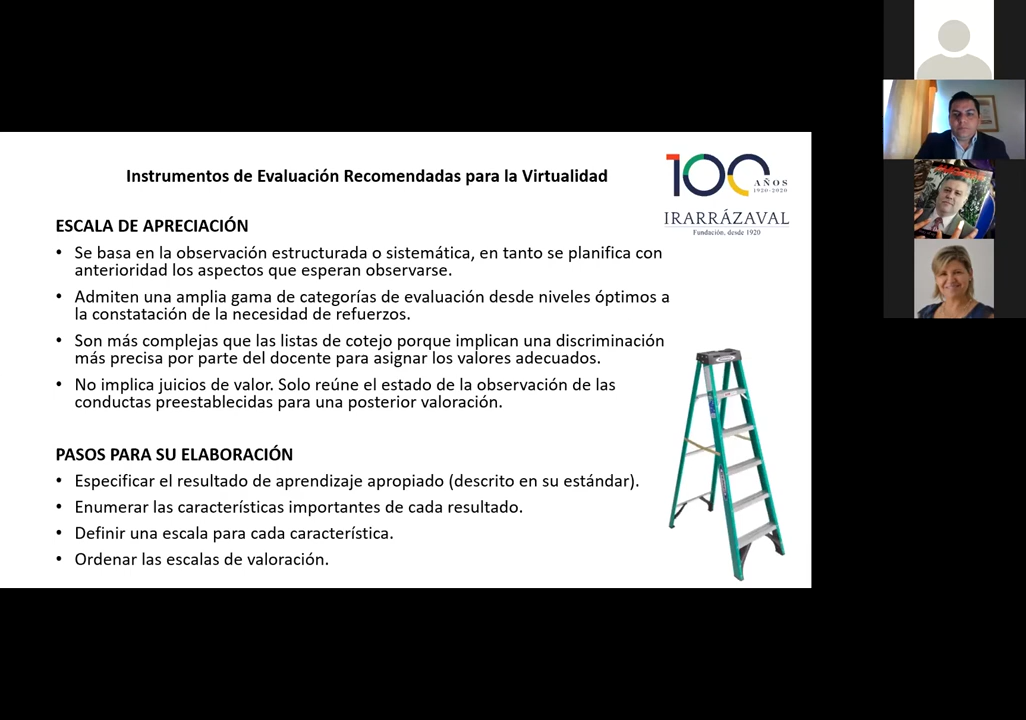 Instrumentos de Evaluación Recomendadas para la Virtualidad
100
AÑOS
1920-2020
IRARRÁZAVAL
Fundación, desde 1920
ESCALA DE APRECIACIÓN
• Se basa en la observación estructurada o sistemática, en tanto se planifica con
anterioridad los aspectos que esperan observarse.
• Admiten una amplia gama de categorías de evaluación desde niveles óptimos a
la constatación de la necesidad de refuerzos.
• Son más complejas que las listas de cotejo porque implican una discriminación
más precisa por parte del docente para asignar los valores adecuados.
• No implica juicios de valor. Solo reúne el estado de la observación de las
conductas preestablecidas para una posterior valoración.
PASOS PARA SU ELABORACIÓN
• Especificar el resultado de aprendizaje apropiado (descrito en su estándar).
• Enumerar las características importantes de cada resultado.
• Definir una escala para cada característica.
• Ordenar las escalas de valoración.